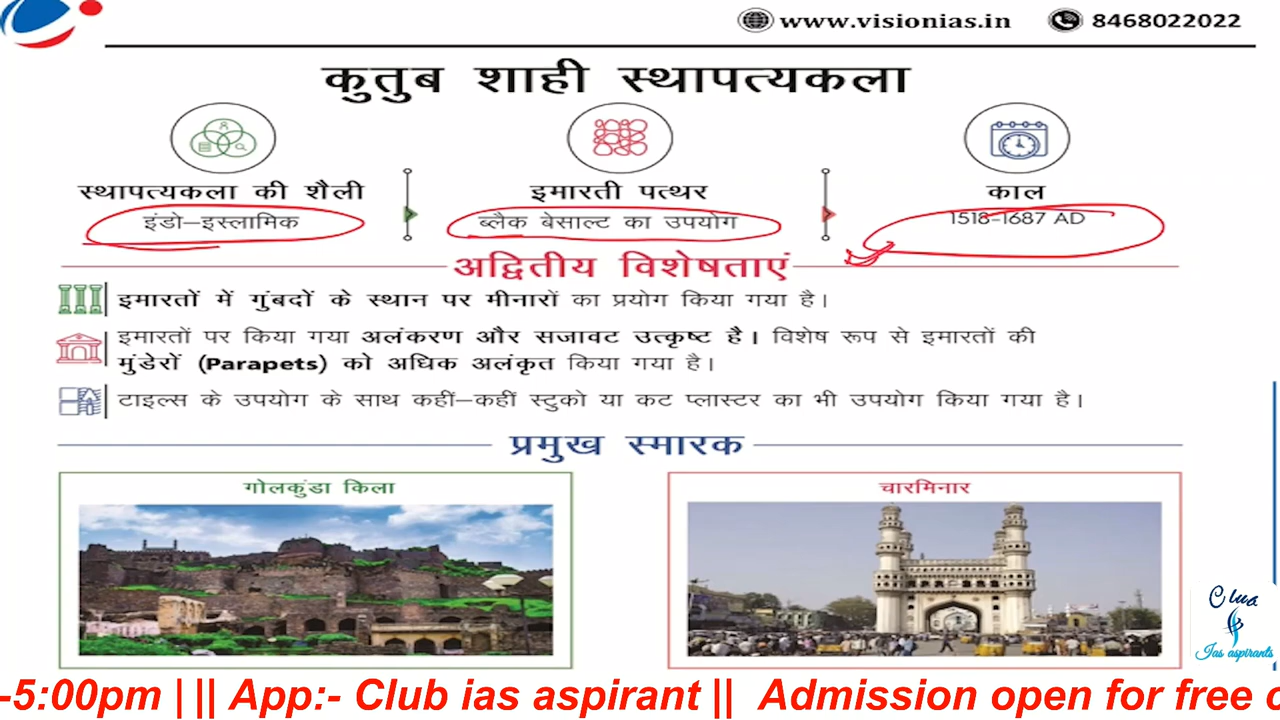 www.visionias.in
8468022022
कुतुब शाही स्थापत्यकला
स्थापत्यकला की शैली
इंडो–इस्लामिक
इमारती पत्थर
ब्लैक बेसाल्ट का उपयोग
काल
1518-1687 AD
अद्वितीय विशेषताएं
इमारतों में गुंबदों के स्थान पर मीनारों का प्रयोग किया गया है।
इमारतों पर किया गया अलंकरण और सजावट उत्कृष्ट है। विशेष रूप से इमारतों की
मुंडेरों (Parapets) को अधिक अलंकृत किया गया है।
टाइल्स के उपयोग के साथ कहीं–कहीं स्टुको या कट प्लास्टर का भी उपयोग किया गया है।
प्रमुख स्मारक
गोलकुंडा किला
चारमिनार
Club
Ias aspirants
-5:00pm | || App:- Club ias aspirant || Admission open for free